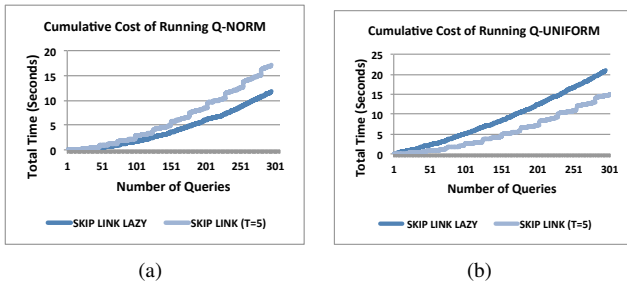 Cumulative Cost of Running Q-NORM
Total Time (Seconds)
20
15
10
5
0
1 51 101 151 201 251 301
Number of Queries
SKIP LINK LAZY SKIP LINK (T=5)
(a)
Cumulative Cost of Running Q-UNIFORM
Total Time (Seconds)
25
20
15
10
5
0
1 51 101 151 201 251 301
Number of Queries
SKIP LINK LAZY SKIP LINK (T=5)
(b)